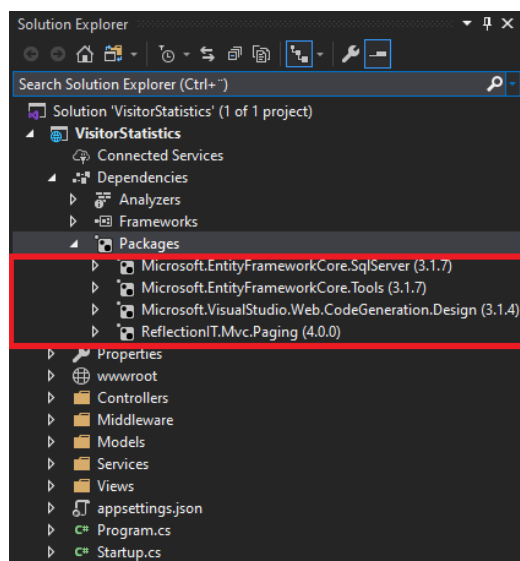 Solution Explorer
Search Solution Explorer (Ctrl+¨)
Solution 'VisitorStatistics' (1 of 1 project)
VisitorStatistics
Connected Services
Dependencies
Analyzers
Frameworks
Packages
Microsoft.EntityFrameworkCore.SqlServer (3.1.7)
Microsoft.EntityFrameworkCore.Tools (3.1.7)
Microsoft.VisualStudio.Web.CodeGeneration.Design (3.1.4)
ReflectionIT.Mvc.Paging (4.0.0)
Properties
wwwroot
Controllers
Middleware
Models
Services
Views
appsettings.json
C# Program.cs
C# Startup.cs